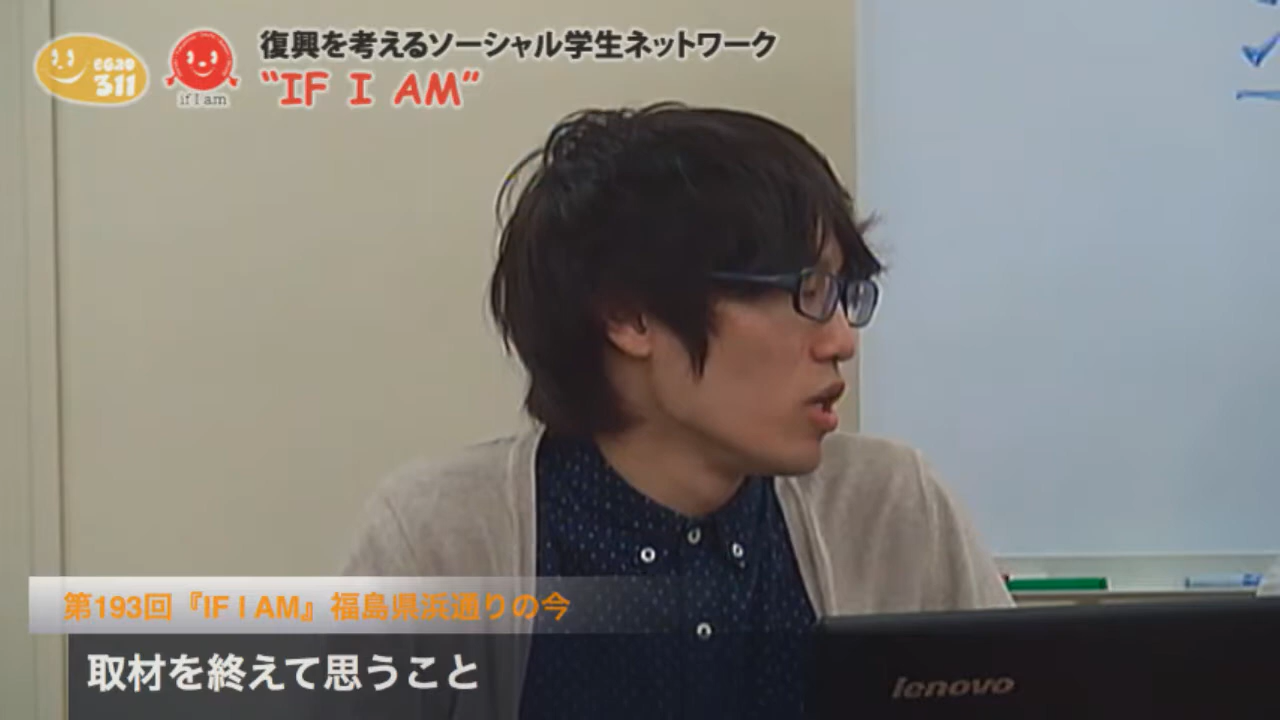 復興を考えるソーシャル学生ネットワーク
egao
311
if I am
“IF I AM”
第193回『IF I AM』福島県浜通りの今
取材を終えて思うこと
lenovo